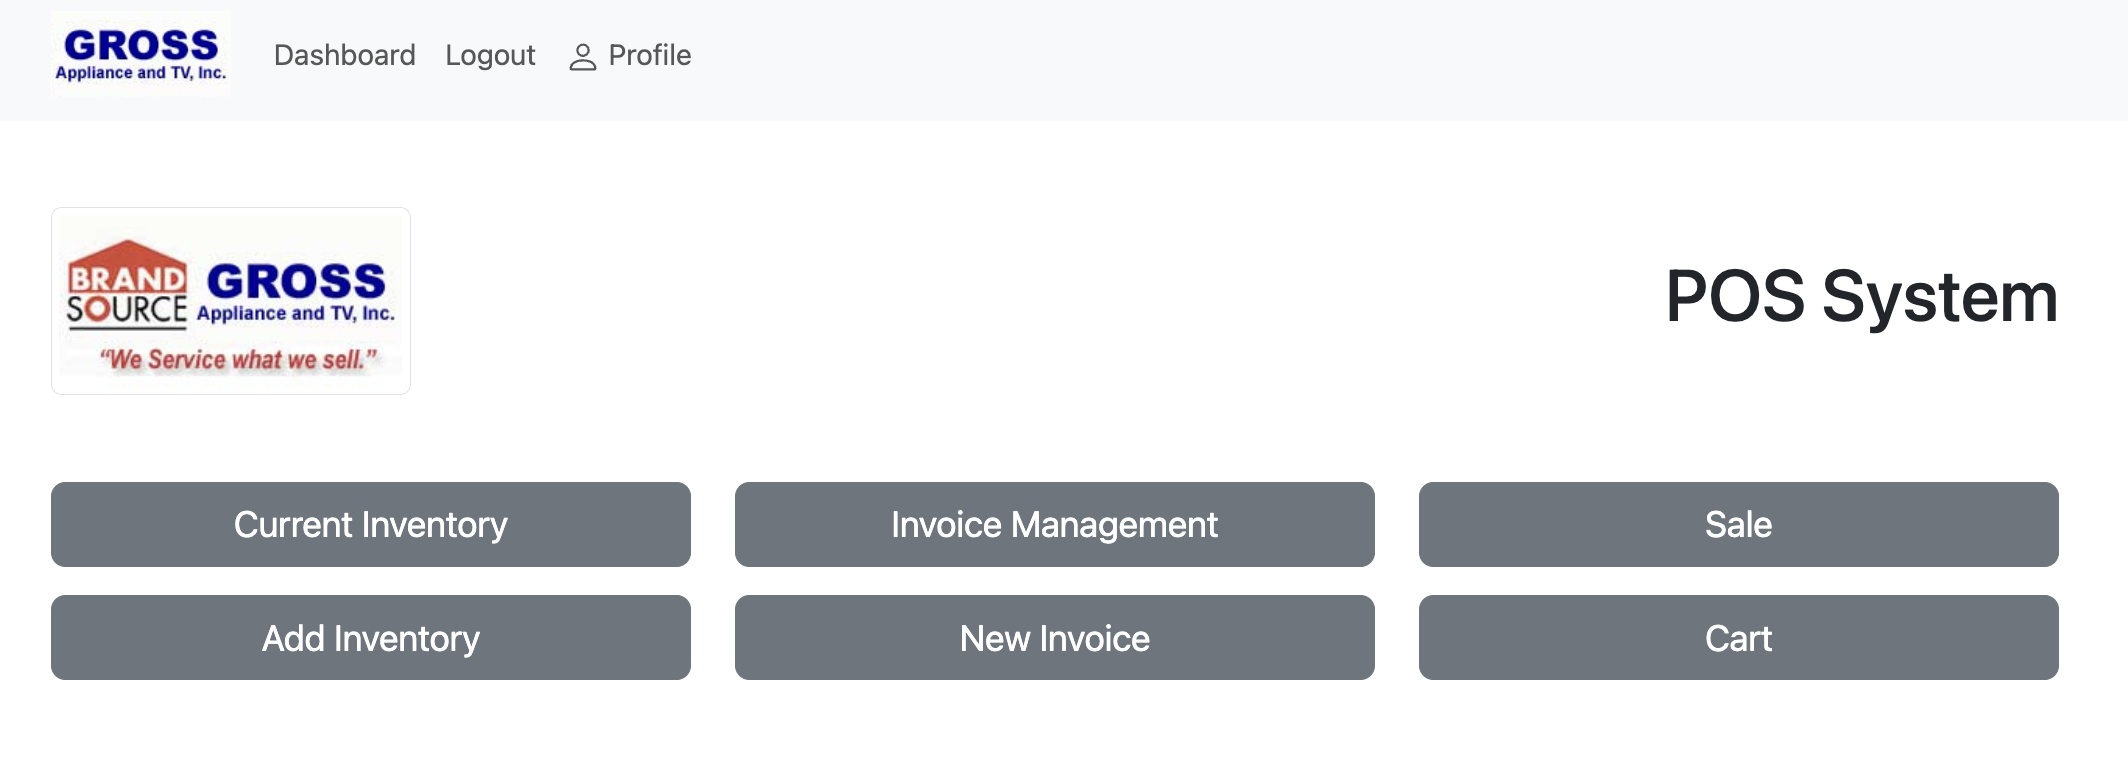 GROSS
Appliance and TV, Inc.
Dashboard Logout Profile
BRAND
SOURCE
GROSS
Appliance and TV, Inc.
“We Service what we sell.”
POS System
Current Inventory Invoice Management Sale
Add Inventory New Invoice Cart